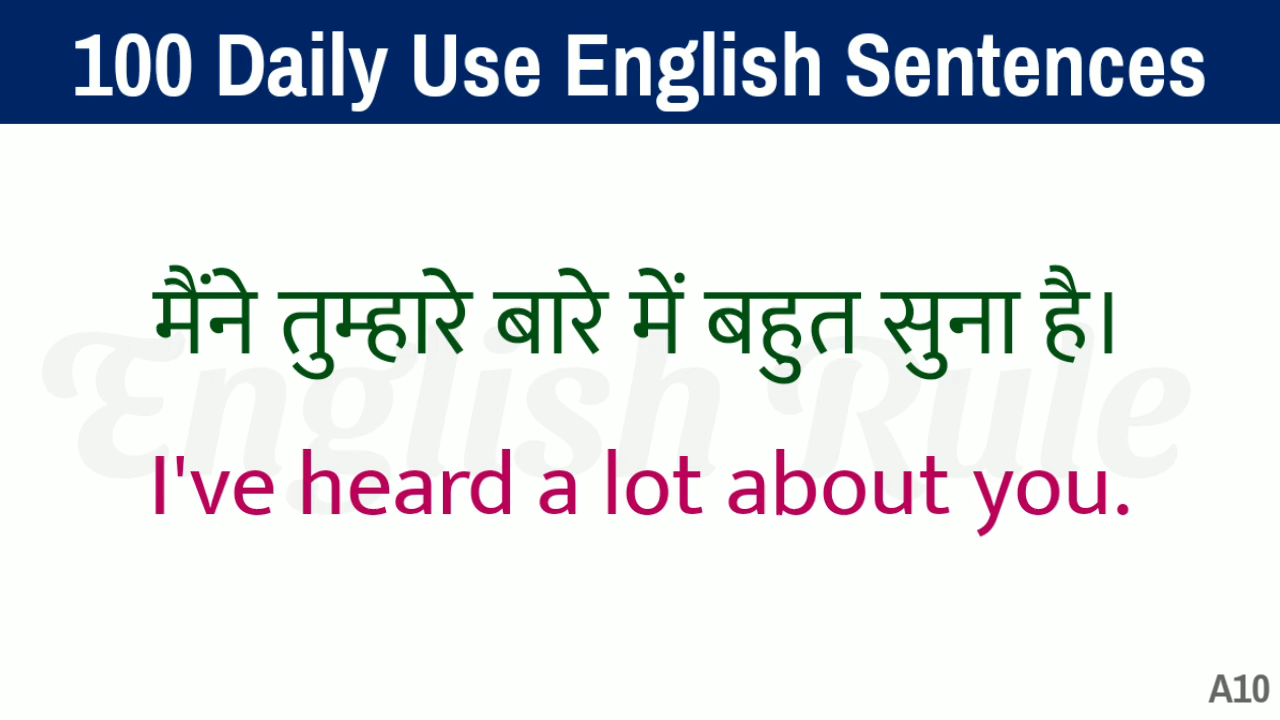 100 Daily Use English Sentences
मैंने तुम्हारे बारे में बहुत सुना है।
English Rule
I've heard a lot about you.
A10